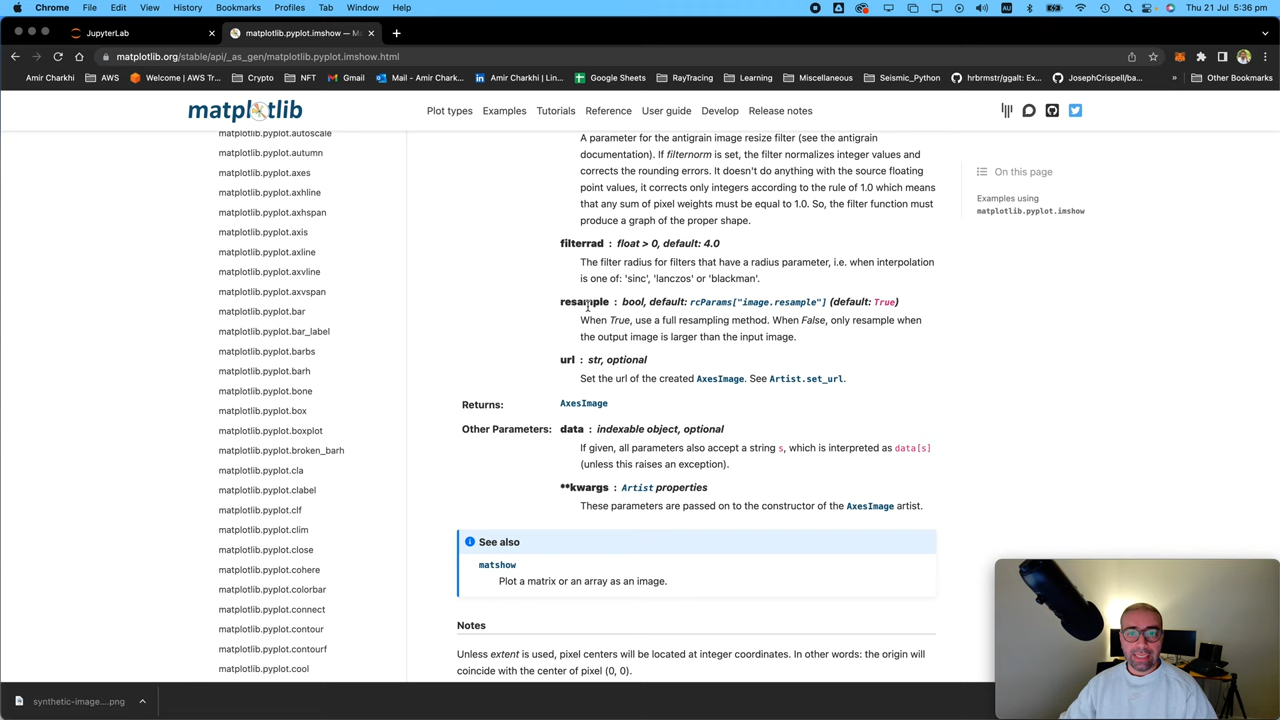 Chrome File Edit View History Bookmarks Profiles Tab Window Help AU Thu 21 Jul 5:36 pm
JupyterLab matplotlib.pyplot.imshow — M
matplotlib.org/stable/api/_as_gen/matplotlib.pyplot.imshow.html
Amir Charkhi AWS Welcome | AWS Tr... Crypto NFT Gmail Mail - Amir Charkh... Amir Charkhi | Lin... Google Sheets RayTracing Learning Miscellaneous Seismic_Python hrbrmstr/ggalt: Ex... JosephCrispell/ba... » Other Bookmarks
matplotlib Plot types Examples Tutorials Reference User guide Develop Release notes
matplotlib.pyplot.autoscale
matplotlib.pyplot.autumn
matplotlib.pyplot.axes
matplotlib.pyplot.axhline
matplotlib.pyplot.axhspan
matplotlib.pyplot.axis
matplotlib.pyplot.axline
matplotlib.pyplot.axvline
matplotlib.pyplot.axvspan
matplotlib.pyplot.bar
matplotlib.pyplot.bar_label
matplotlib.pyplot.barbs
matplotlib.pyplot.barh
matplotlib.pyplot.bone
matplotlib.pyplot.box
matplotlib.pyplot.boxplot
matplotlib.pyplot.broken_barh
matplotlib.pyplot.cla
matplotlib.pyplot.clabel
matplotlib.pyplot.clf
matplotlib.pyplot.clim
matplotlib.pyplot.close
matplotlib.pyplot.cohere
matplotlib.pyplot.colorbar
matplotlib.pyplot.connect
matplotlib.pyplot.contour
matplotlib.pyplot.contourf
matplotlib.pyplot.cool
A parameter for the antigrain image resize filter (see the antigrain
documentation). If filternorm is set, the filter normalizes integer values and
corrects the rounding errors. It doesn't do anything with the source floating
point values, it corrects only integers according to the rule of 1.0 which means
that any sum of pixel weights must be equal to 1.0. So, the filter function must
produce a graph of the proper shape.
filterrad : float > 0, default: 4.0
The filter radius for filters that have a radius parameter, i.e. when interpolation
is one of: 'sinc', 'lanczos' or 'blackman'.
resample : bool, default: rcParams["image.resample"] (default: True)
When True, use a full resampling method. When False, only resample when
the output image is larger than the input image.
url : str, optional
Set the url of the created AxesImage. See Artist.set_url.
Returns: AxesImage
Other Parameters: data : indexable object, optional
If given, all parameters also accept a string s, which is interpreted as data[s]
(unless this raises an exception).
**kwargs : Artist properties
These parameters are passed on to the constructor of the AxesImage artist.
See also
matshow
Plot a matrix or an array as an image.
Notes
Unless extent is used, pixel centers will be located at integer coordinates. In other words: the origin will
coincide with the center of pixel (0, 0).
On this page
Examples using
matplotlib.pyplot.imshow
synthetic-image....png